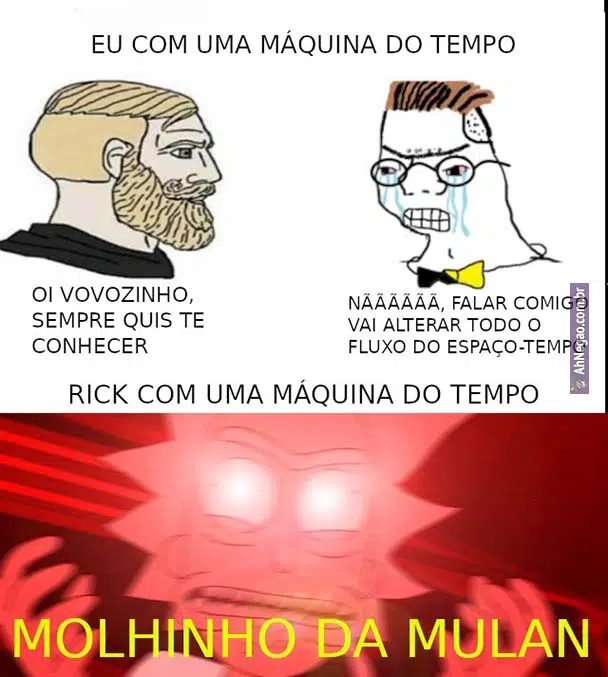 EU COM UMA MÁQUINA DO TEMPO
OI VOVOZINHO,
SEMPRE QUIS TE
CONHECER
NÃÃÃÃÃÃ, FALAR COMIGO
VAI ALTERAR TODO O
FLUXO DO ESPAÇO-TEMPO
AhNegao.com.br
RICK COM UMA MÁQUINA DO TEMPO
MOLHINHO DA MULAN